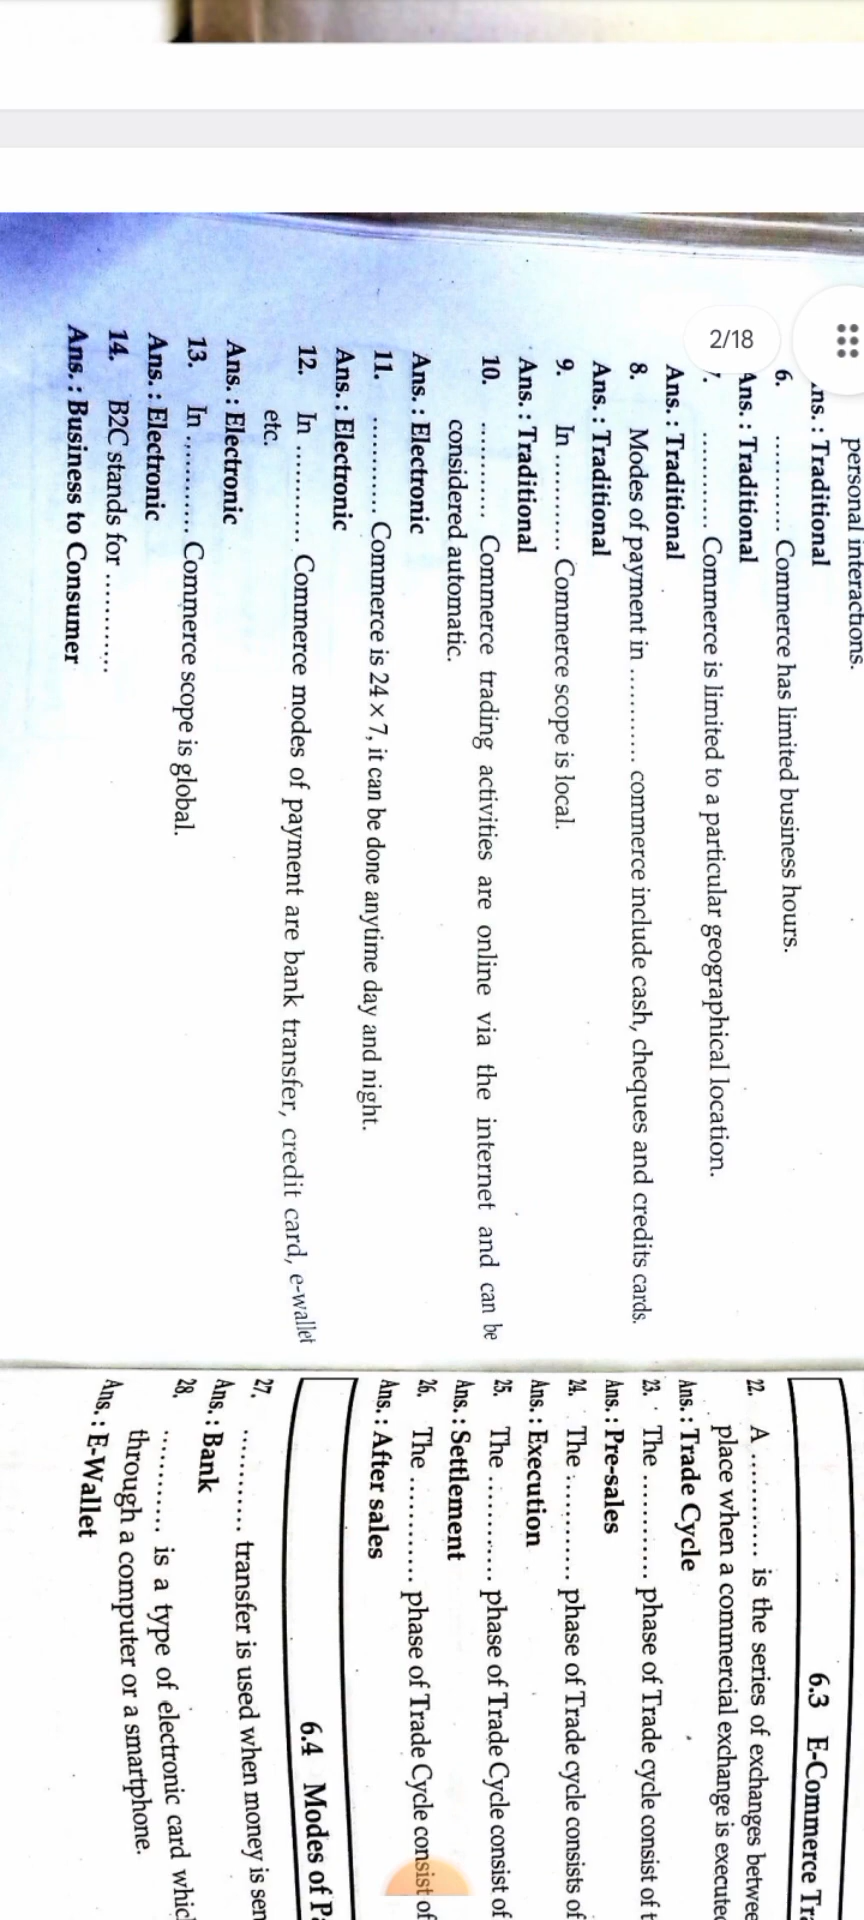 personal interactions.
Ans. : Traditional
6. ............ Commerce has limited business hours.
Ans. : Traditional
............ Commerce is limited to a particular geographical location.
Ans. : Traditional
8. Modes of payment in ............ commerce include cash, cheques and credits cards.
Ans. : Traditional
9. In ............ Commerce scope is local.
Ans. : Traditional
10. ............ Commerce trading activities are online via the internet and can be
considered automatic.
Ans. : Electronic
11. ............ Commerce is 24 × 7, it can be done anytime day and night.
Ans. : Electronic
12. In ............ Commerce modes of payment are bank transfer, credit card, e-wallet
etc.
Ans. : Electronic
13. In ............ Commerce scope is global.
Ans. : Electronic
14. B2C stands for ............
Ans. : Business to Consumer
2/18
6.3 E-Commerce
22. A ............ is the series of exchanges
place when a commercial exchange is
Ans. : Trade Cycle
23. The ............ phase of Trade cycle consist of
Ans. : Pre-sales
24. The ............ phase of Trade cycle consists of
Ans. : Execution
25. The ............ phase of Trade Cycle consist of
Ans. : Settlement
26. The ............ phase of Trade Cycle consist of
Ans. : After sales
6.4 Modes of
27. ............ transfer is used when money is
Ans. : Bank
28. ............ is a type of electronic card
through a computer or a smartphone.
Ans. : E-Wallet